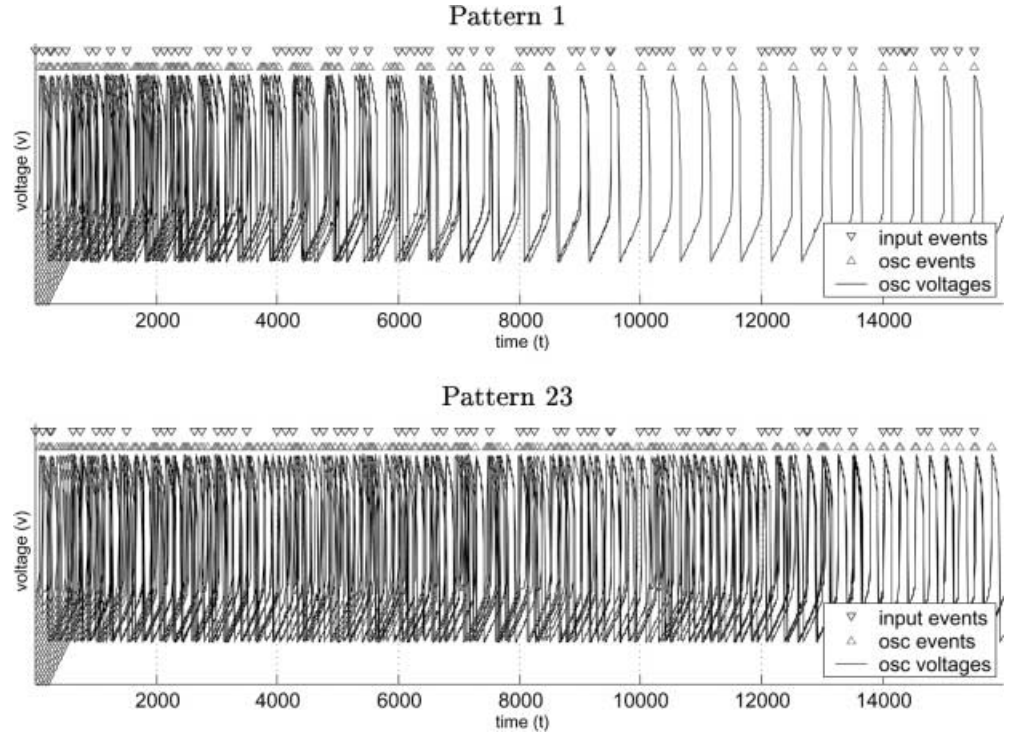 Pattern 1
voltage (v)
input events
osc events
osc voltages
2000 4000 6000 8000 10000 12000 14000
time (t)
Pattern 23
voltage (v)
input events
osc events
osc voltages
2000 4000 6000 8000 10000 12000 14000
time (t)